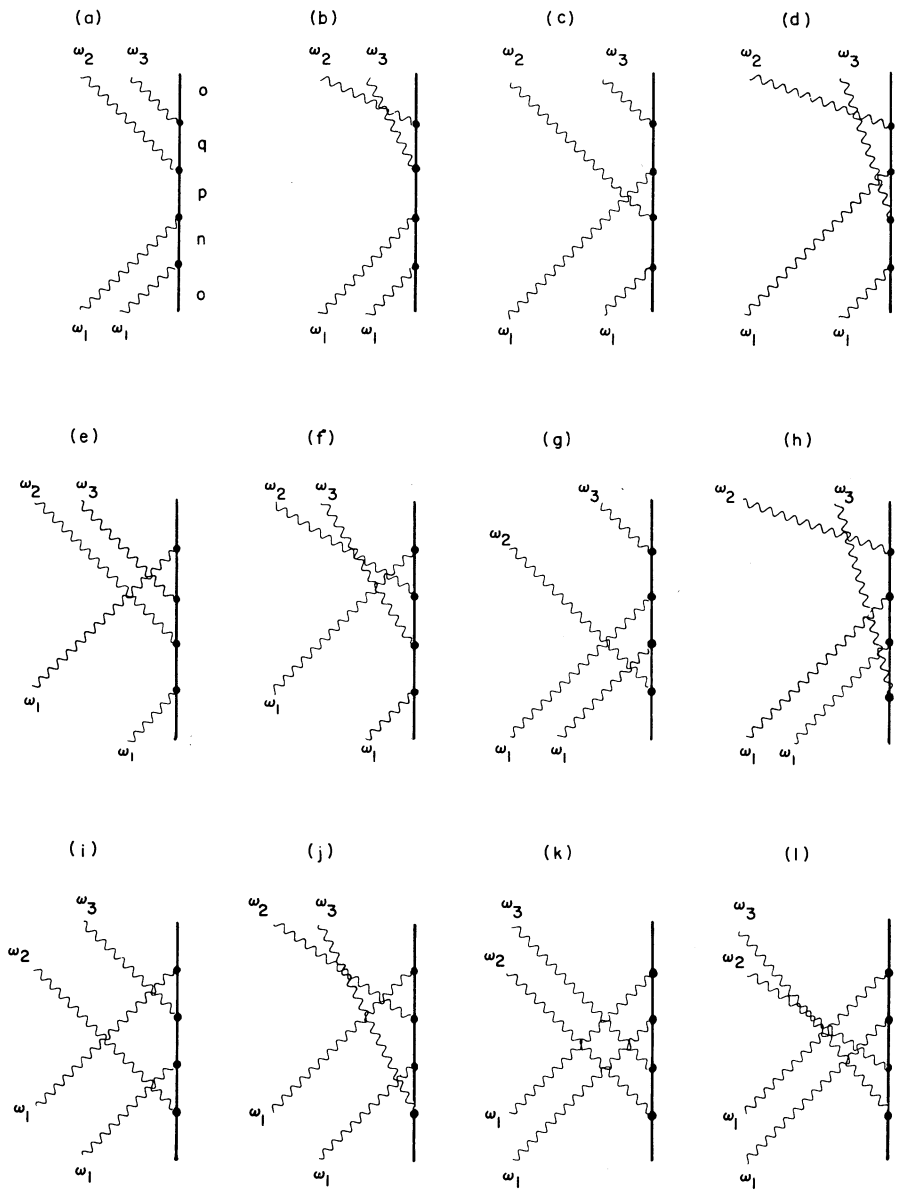 (a) (b) (c) (d)
ω2 ω3 ω2 ω3 ω2 ω3 ω2 ω3
o
q
p
n
o
ω1 ω1 ω1 ω1 ω1 ω1 ω1 ω1
(e) (f) (g) (h)
ω2 ω3 ω2 ω3 ω3 ω2 ω3
ω2
ω1 ω1
ω1 ω1 ω1 ω1 ω1 ω1
(i) (j) (k) (l)
ω3 ω2 ω3 ω3 ω3
ω2 ω2 ω2
ω1 ω1 ω1 ω1
ω1 ω1 ω1 ω1